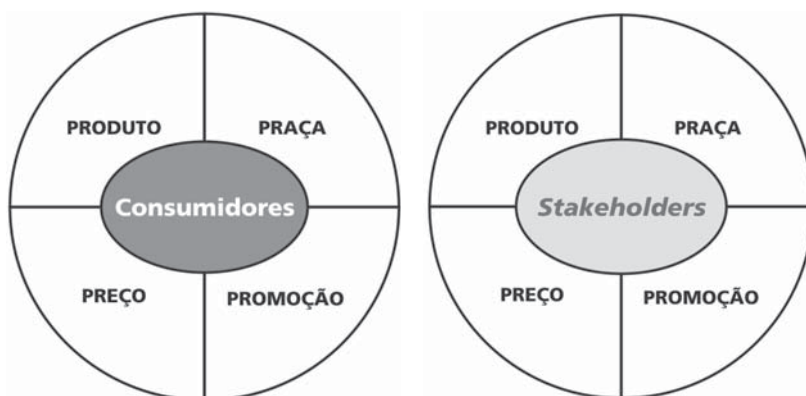 PRODUTO PRAÇA
Consumidores
PREÇO PROMOÇÃO
PRODUTO PRAÇA
Stakeholders
PREÇO PROMOÇÃO